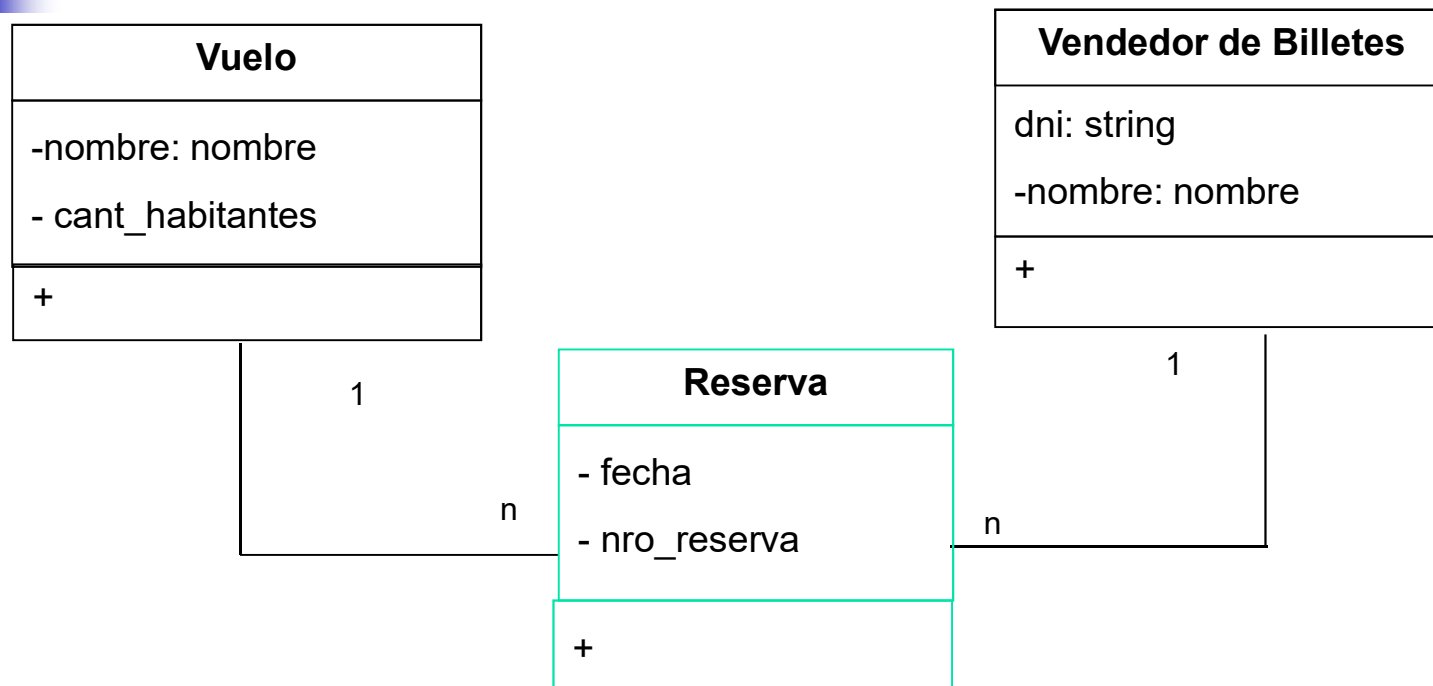 Vuelo
-nombre: nombre
- cant_habitantes
+
Vendedor de Billetes
dni: string
-nombre: nombre
+
1
n
Reserva
- fecha
- nro_reserva
+
1
n